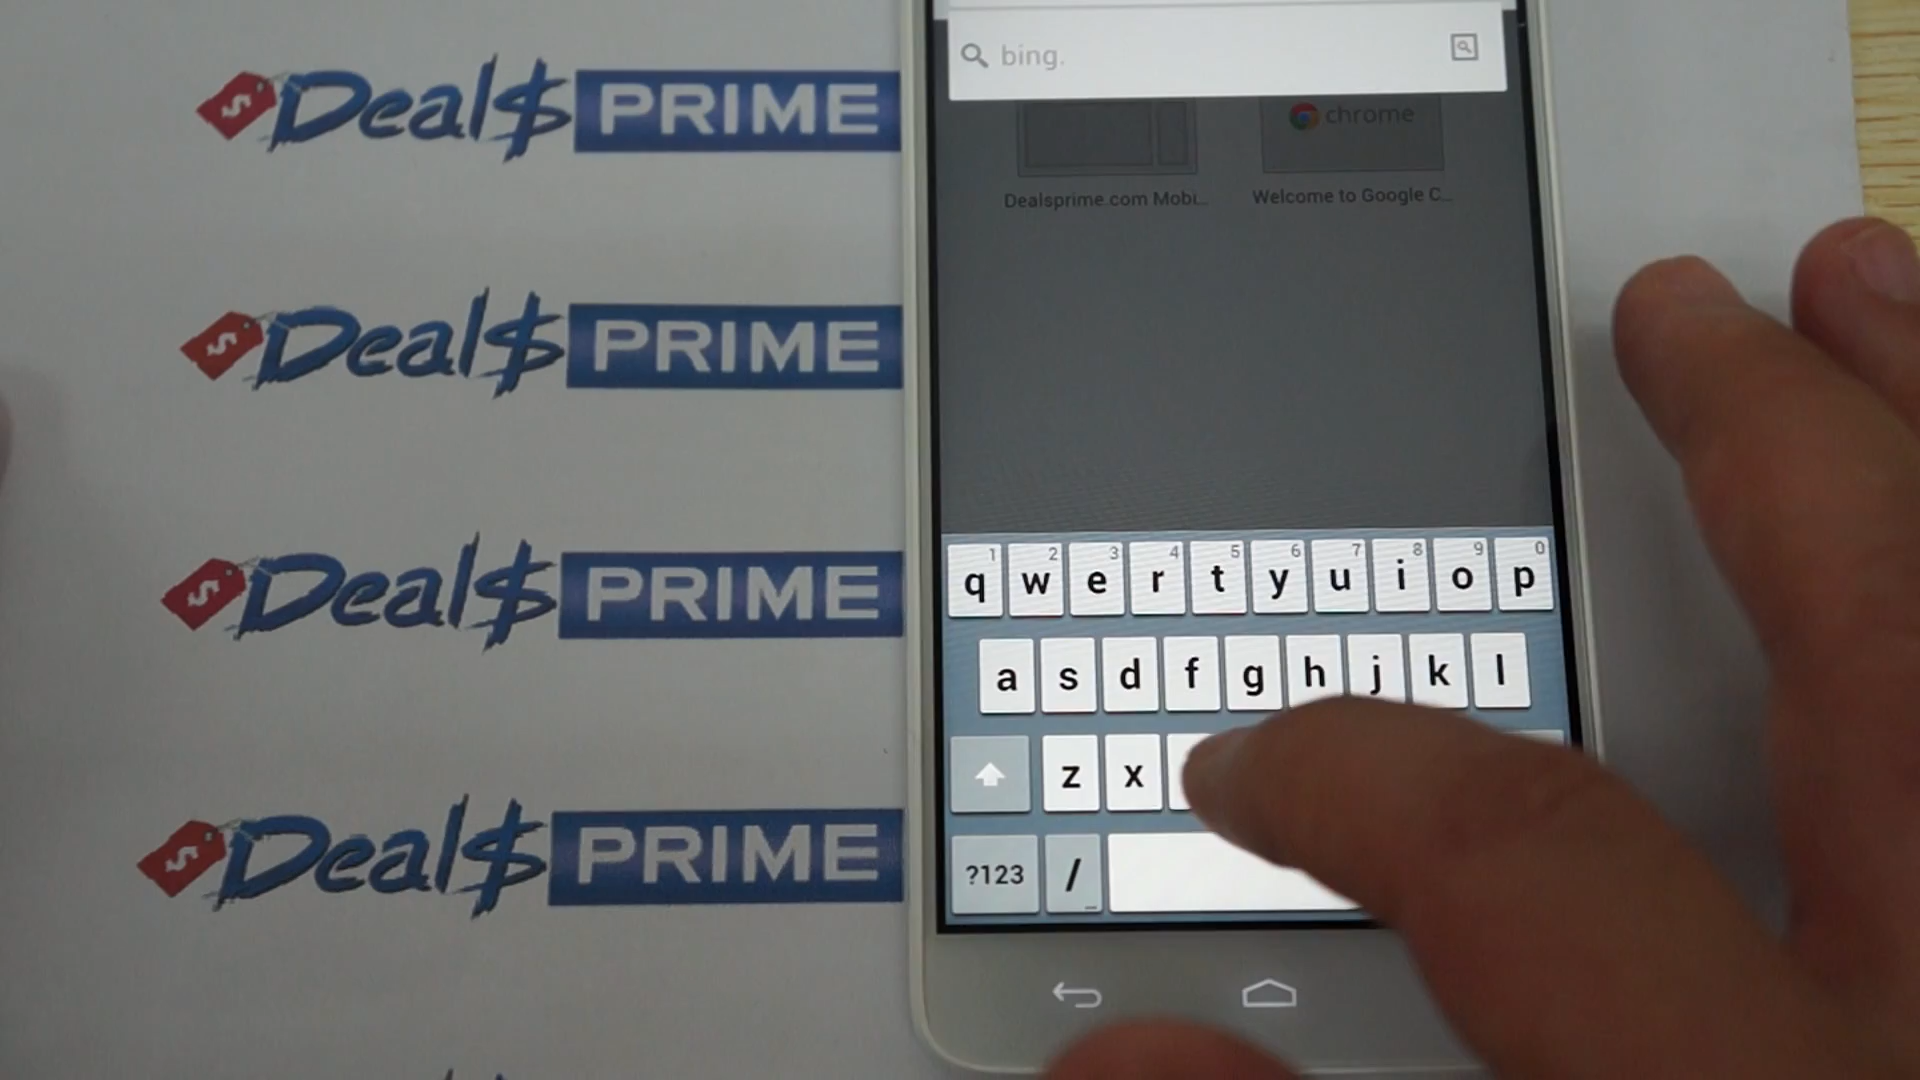 Deal$ PRIME
Deal$ PRIME
Deal$ PRIME
Deal$ PRIME
bing.
chrome
Dealsprime.com Mobi...
Welcome to Google C...
1 2 3 4 5 6 7 8 9 0
q w e r t y u i o p
a s d f g h j k l
z x
?123 /